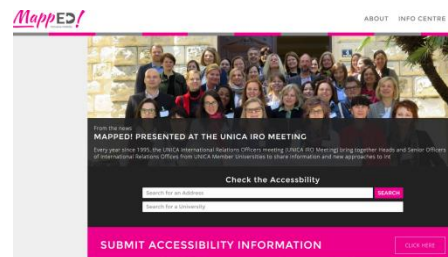 MappED!
ABOUT INFO CENTRE
From the news
MAPPED! PRESENTED AT THE UNICA IRO MEETING
Every year since 1995, the UNICA International Relations Officers meeting (UNICA IRO Meeting) bring together Heads and Senior Officers
of International Relations Offices from UNICA Member Universities to share information and new approaches to int
Check the Accessbility
Search for an Address
SEARCH
Search for a University
SUBMIT ACCESSIBILITY INFORMATION
CLICK HERE